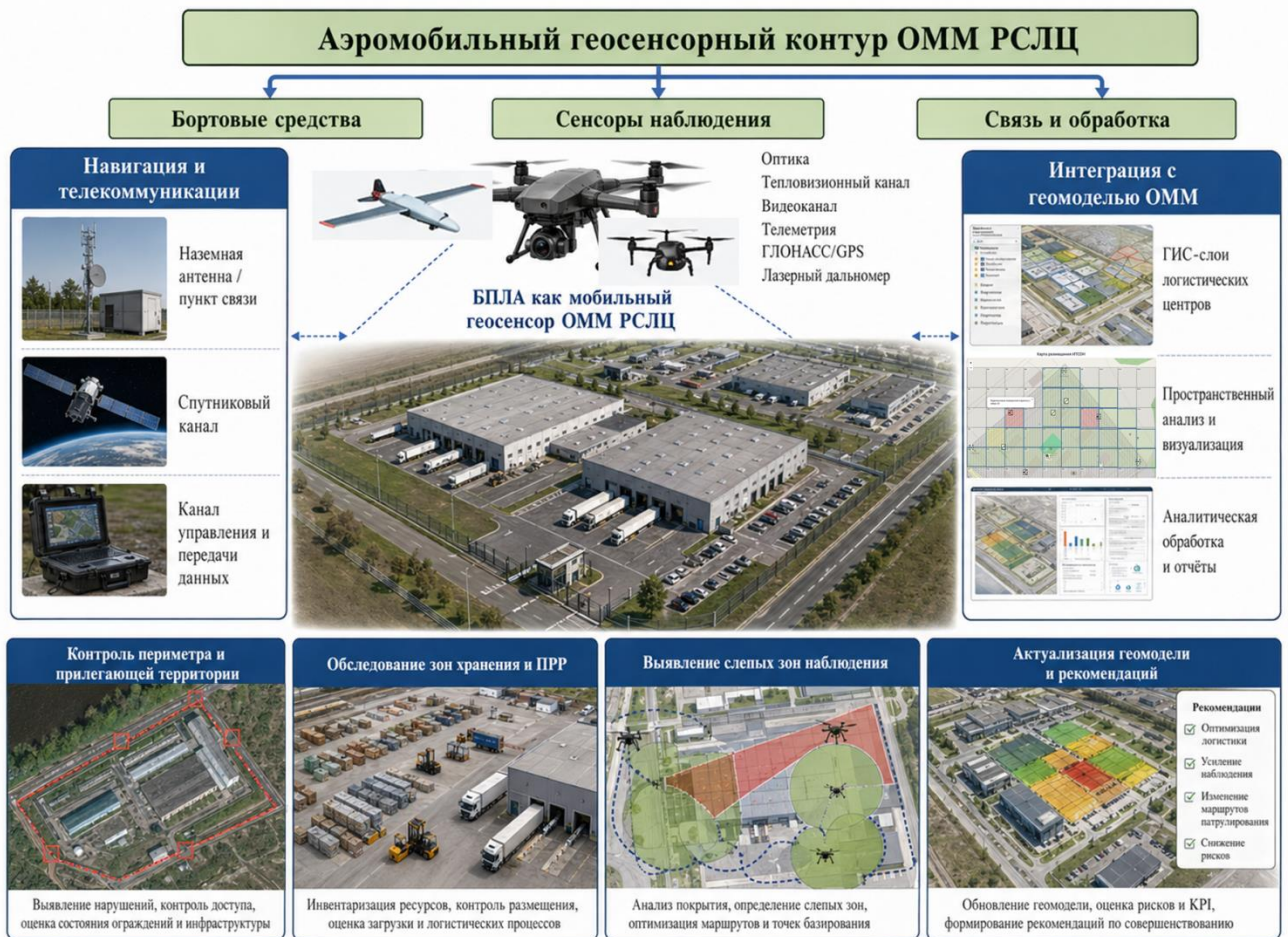 Аэромобильный геосенсорный контур ОММ РСЛЦ
Бортовые средства
Сенсоры наблюдения
Связь и обработка
Навигация и
телекоммуникации
Наземная
антенна /
пункт связи
Спутниковый
канал
Канал
управления и
передачи
данных
Оптика
Тепловизионный канал
Видеоканал
Телеметрия
ГЛОНАСС/GPS
Лазерный дальномер
БПЛА как мобильный
геосенсор ОММ РСЛЦ
Интеграция с
геомоделью ОММ
ГИС-слои
логистических
центров
Пространственный
анализ и
визуализация
Аналитическая
обработка
и отчёты
Контроль периметра и
прилегающей территории
Выявление нарушений, контроль доступа,
оценка состояния ограждений и инфраструктуры
Обследование зон хранения и ПРР
Инвентаризация ресурсов, контроль размещения,
оценка загрузки и логистических процессов
Выявление слепых зон наблюдения
Анализ покрытия, определение слепых зон,
оптимизация маршрутов и точек базирования
Актуализация геомодели
и рекомендаций
Рекомендации
Оптимизация
логистики
Усиление
наблюдения
Изменение
маршрутов
патрулирования
Снижение
рисков
Обновление геомодели, оценка рисков и KPI,
формирование рекомендаций по совершенствованию